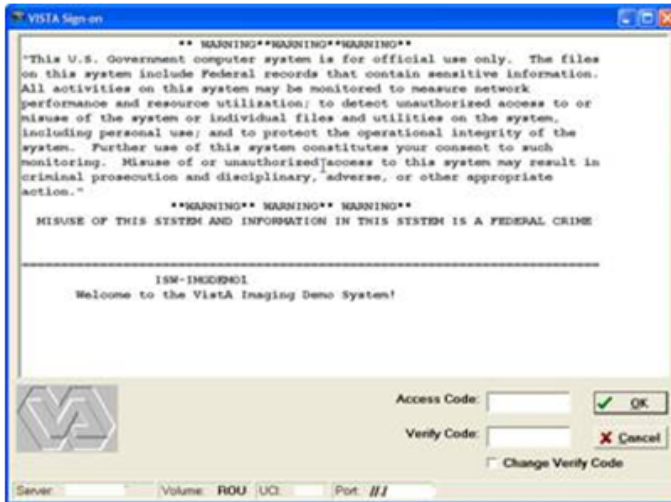 VISTA Sign-on
** WARNING**WARNING**WARNING**
"This U.S. Government computer system is for official use only. The files
on this system include Federal records that contain sensitive information.
All activities on this system may be monitored to measure network
performance and resource utilization; to detect unauthorized access to or
misuse of the system or individual files and utilities on the system,
including personal use; and to protect the operational integrity of the
system. Further use of this system constitutes your consent to such
monitoring. Misuse of or unauthorized access to this system may result in
criminal prosecution and disciplinary, adverse, or other appropriate
action."
**WARNING** WARNING** WARNING**
MISUSE OF THIS SYSTEM AND INFORMATION IN THIS SYSTEM IS A FEDERAL CRIME
ISW-IMGDEMO1
Welcome to the VistA Imaging Demo System!
Access Code:
OK
Verify Code:
Cancel
Change Verify Code
Server: Volume: ROU UCI: Port: